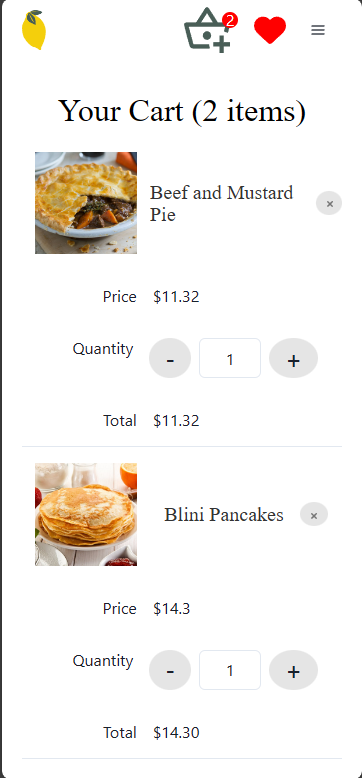 2
Your Cart (2 items)
Beef and Mustard
Pie
×
Price $11.32
Quantity - 1 +
Total $11.32
Blini Pancakes ×
Price $14.3
Quantity - 1 +
Total $14.30